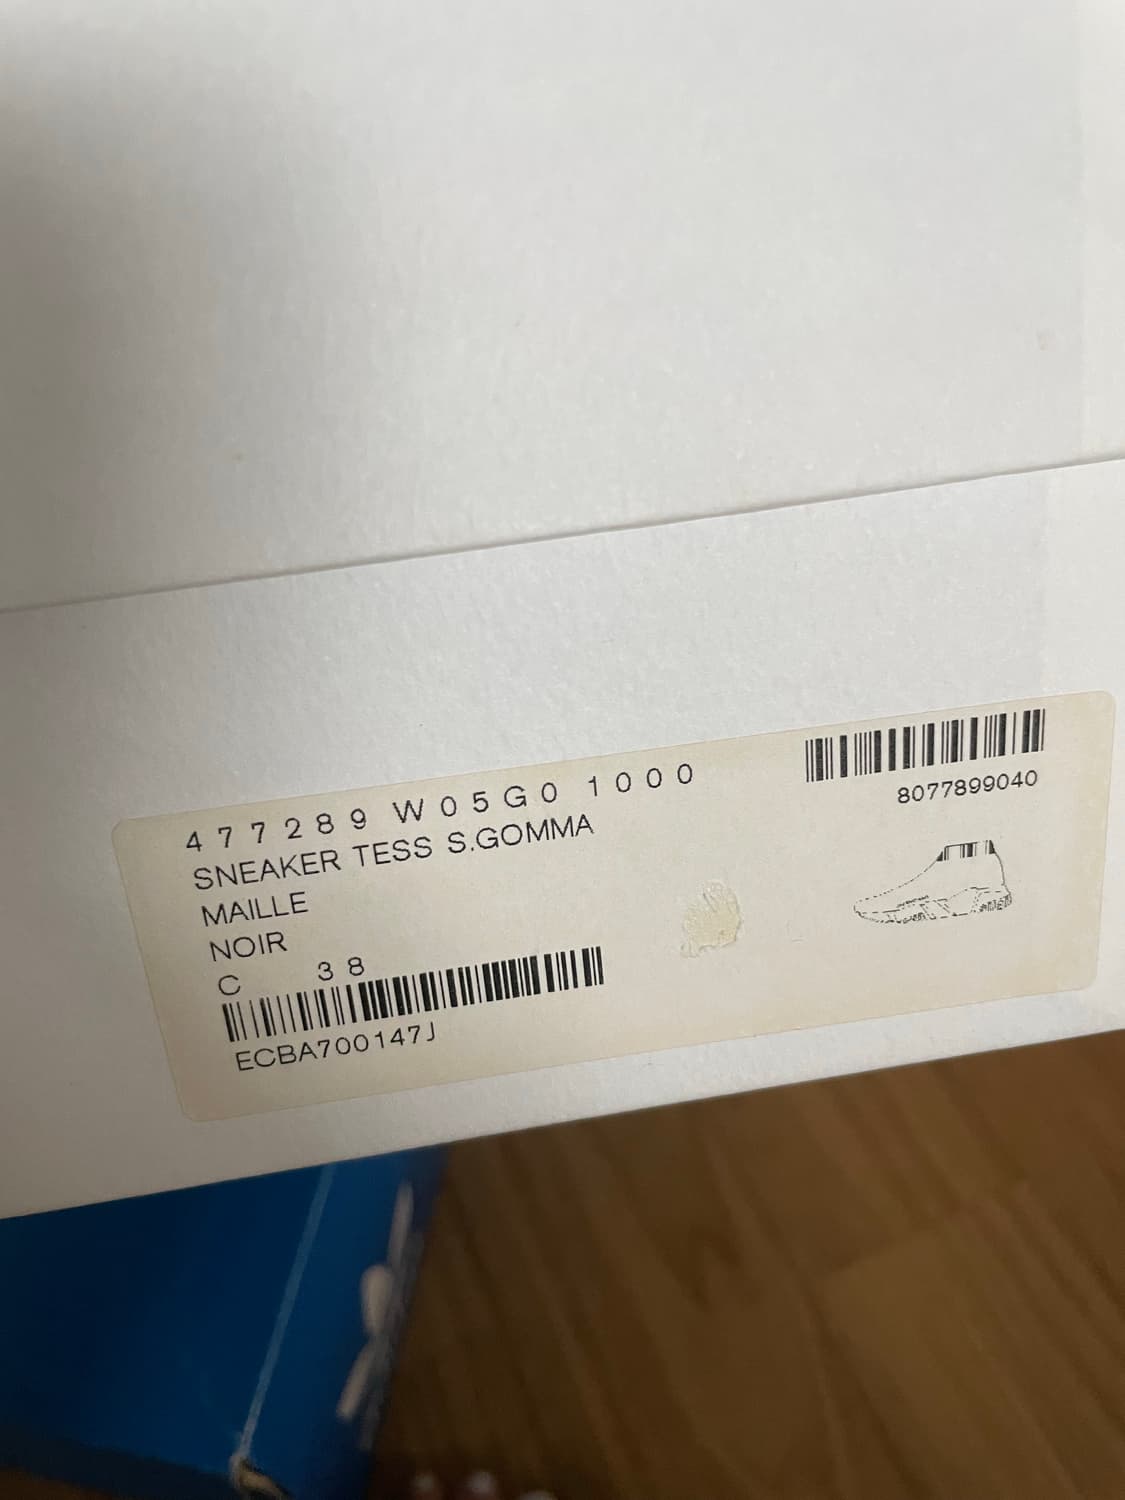 477289 W05G0 1000
SNEAKER TESS S.GOMMA
MAILLE
NOIR
C 38
ECBA700147J
8077899040